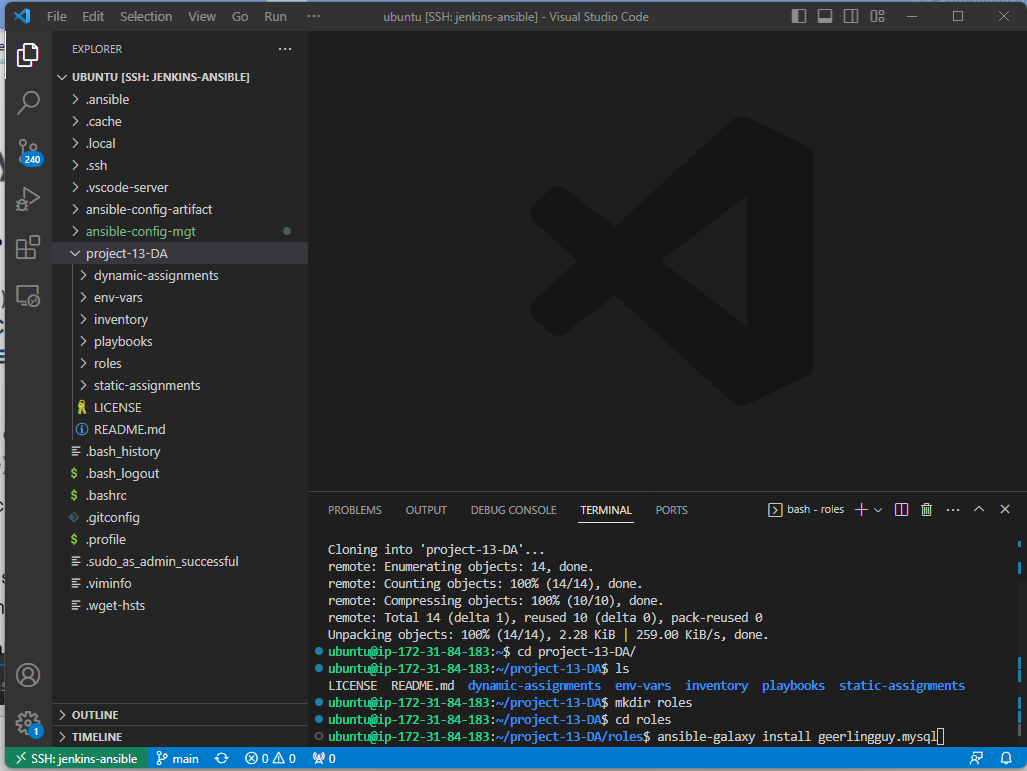 File Edit Selection View Go Run ··· ubuntu [SSH: jenkins-ansible] - Visual Studio Code
EXPLORER ···
UBUNTU [SSH: JENKINS-ANSIBLE]
.ansible
.cache
.local
.ssh
.vscode-server
ansible-config-artifact
ansible-config-mgt
project-13-DA
dynamic-assignments
env-vars
inventory
playbooks
roles
static-assignments
LICENSE
README.md
.bash_history
.bash_logout
.bashrc
.gitconfig
.profile
.sudo_as_admin_successful
.viminfo
.wget-hsts
OUTLINE
TIMELINE
240
1
PROBLEMS OUTPUT DEBUG CONSOLE TERMINAL PORTS bash - roles
Cloning into 'project-13-DA'...
remote: Enumerating objects: 14, done.
remote: Counting objects: 100% (14/14), done.
remote: Compressing objects: 100% (10/10), done.
remote: Total 14 (delta 1), reused 10 (delta 0), pack-reused 0
Unpacking objects: 100% (14/14), 2.28 KiB | 259.00 KiB/s, done.
ubuntu@ip-172-31-84-183:~$ cd project-13-DA/
ubuntu@ip-172-31-84-183:~/project-13-DA$ ls
LICENSE README.md dynamic-assignments env-vars inventory playbooks static-assignments
ubuntu@ip-172-31-84-183:~/project-13-DA$ mkdir roles
ubuntu@ip-172-31-84-183:~/project-13-DA$ cd roles
ubuntu@ip-172-31-84-183:~/project-13-DA/roles$ ansible-galaxy install geerlingguy.mysql
SSH: jenkins-ansible main 0 0 0